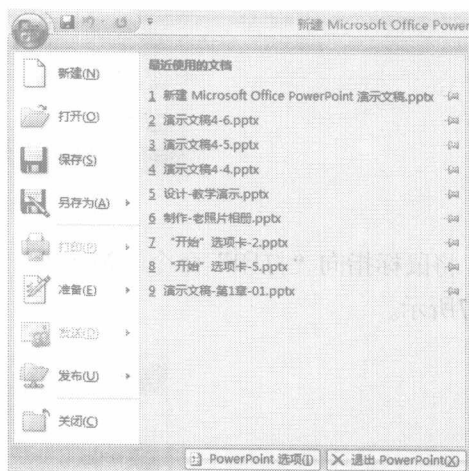 新建 Microsoft Office Power
新建(N)
打开(O)
保存(S)
另存为(A)
打印(P)
准备(E)
发送(D)
发布(U)
关闭(C)
最近使用的文档
1 新建 Microsoft Office PowerPoint 演示文稿.pptx
2 演示文稿4-6.pptx
3 演示文稿4-5.pptx
4 演示文稿4-4.pptx
5 设计-教学演示.pptx
6 制作-老照片相册.pptx
7 “开始”选项卡-2.pptx
8 “开始”选项卡-5.pptx
9 演示文稿-第1章-01.pptx
PowerPoint 选项(I)
退出 PowerPoint(X)